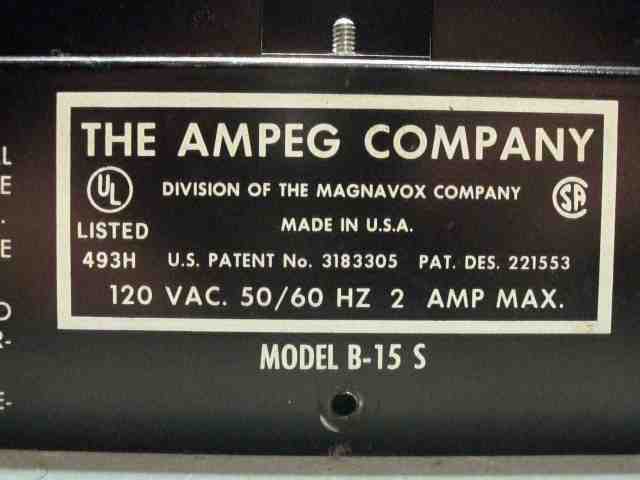 THE AMPEG COMPANY
UL
DIVISION OF THE MAGNAVOX COMPANY
SA
MADE IN U.S.A.
LISTED
493H
U.S. PATENT No. 3183305 PAT. DES. 221553
120 VAC. 50/60 HZ 2 AMP MAX.
MODEL B-15 S